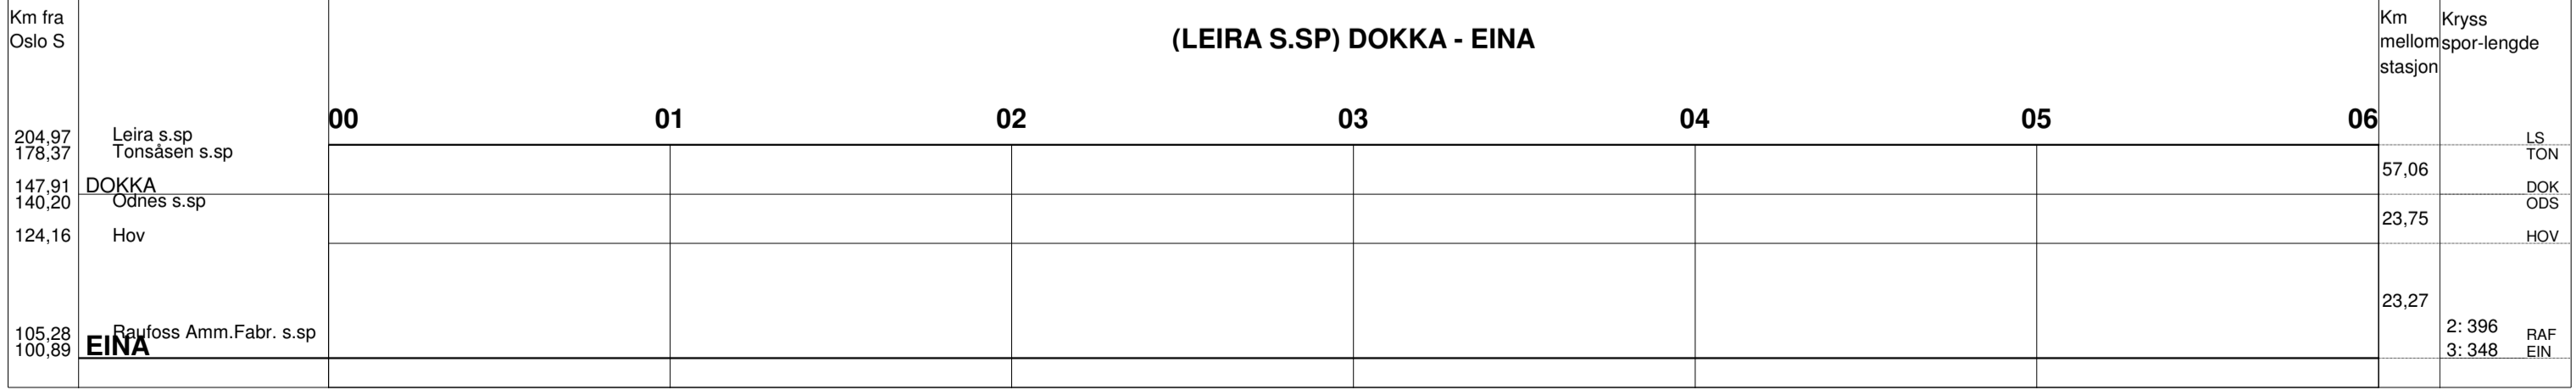 Km fra
Oslo S
(LEIRA S.SP) DOKKA - EINA
Km
mellom
stasjon
Kryss
spor-lengde
00 01 02 03 04 05 06
204,97 Leira s.sp LS
178,37 Tonsåsen s.sp TON
57,06
147,91 DOKKA DOK
140,20 Odnes s.sp ODS
23,75
124,16 Hov HOV
23,27
2: 396
105,28 Raufoss Amm.Fabr. s.sp RAF
100,89 EINA 3: 348 EIN